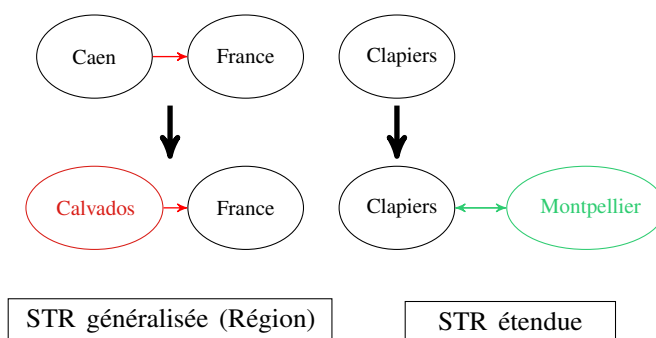 Caen France Clapiers
Calvados France Clapiers Montpellier
STR généralisée (Région) STR étendue